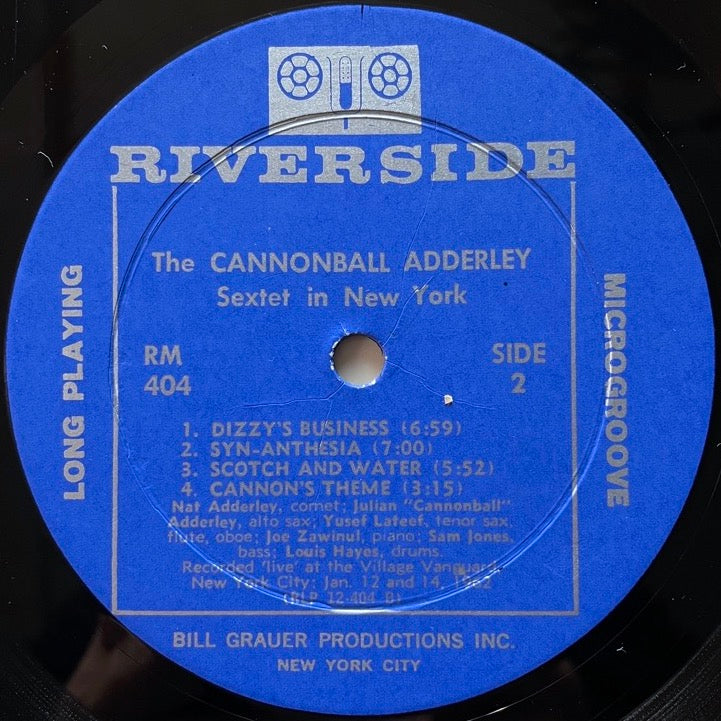 RIVERSIDE
The CANNONBALL ADDERLEY
Sextet in New York
RM
404
SIDE
2
LONG PLAYING
MICROGROOVE
1. DIZZY'S BUSINESS (6:59)
2. SYN-ANTHESIA (7:00)
3. SCOTCH AND WATER (5:52)
4. CANNON'S THEME (3:15)
Nat Adderley, cornet; Julian "Cannonball"
Adderley, alto sax; Yusef Lateef, tenor sax,
flute, oboe; Joe Zawinul, piano; Sam Jones,
bass; Louis Hayes, drums.
Recorded 'live' at the Village Vanguard,
New York City; Jan. 12 and 14, 1962
(RLP 12-404 B)
BILL GRAUER PRODUCTIONS INC.
NEW YORK CITY